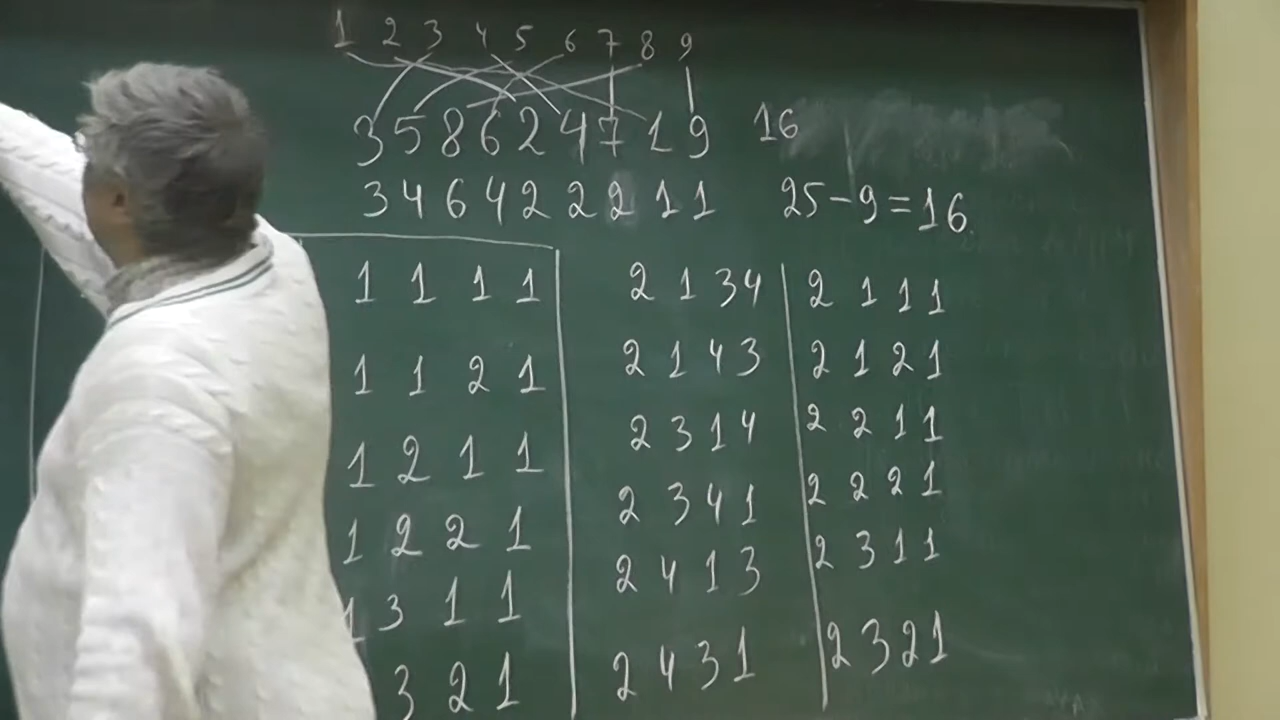 1 2 3 4 5 6 7 8 9
3 5 8 6 2 4 7 1 9 16
3 4 6 4 2 2 2 1 1 25-9=16
1 1 1 1 2 1 3 4 2 1 1 1
1 1 2 1 2 1 4 3 2 1 2 1
1 2 1 1 2 3 1 4 2 2 1 1
1 2 2 1 2 3 4 1 2 2 2 1
1 3 1 1 2 4 1 3 2 3 1 1
3 2 1 2 4 3 1 2 3 2 1